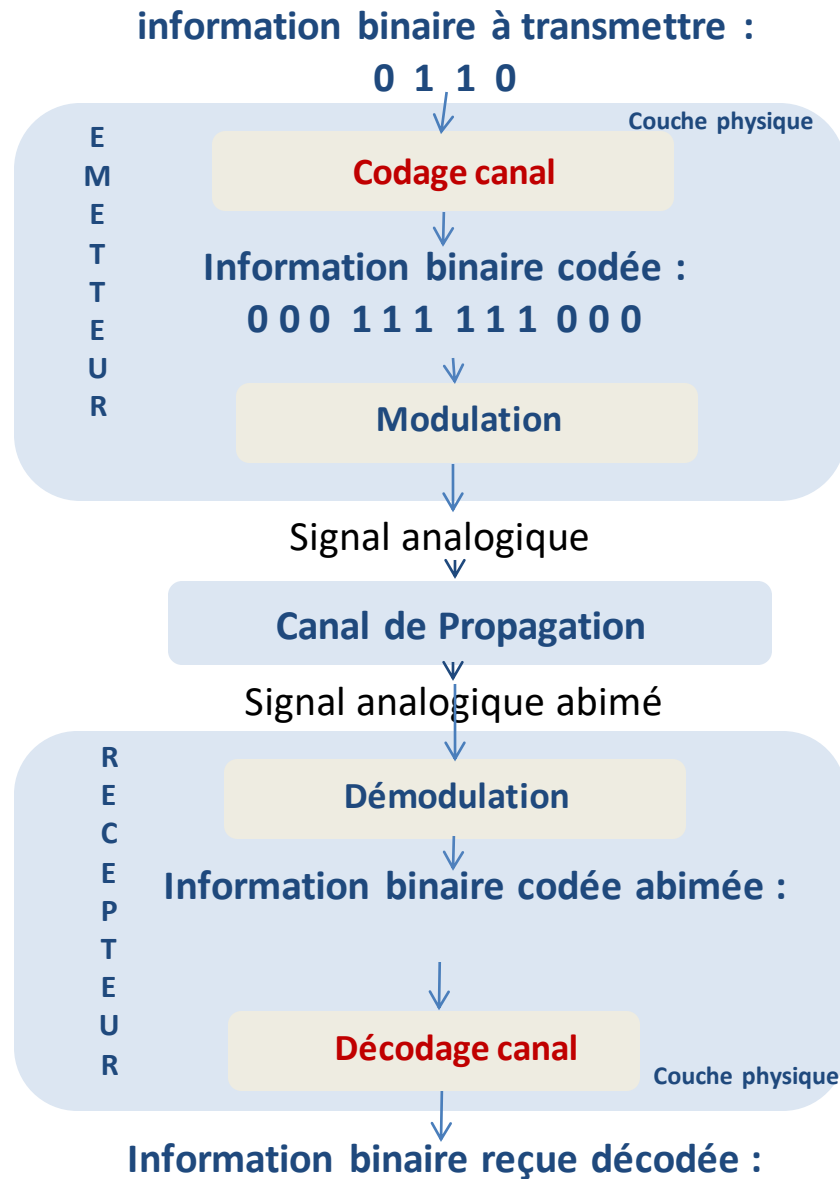 information binaire à transmettre :
0 1 1 0
Couche physique
EMETTEUR
Codage canal
Information binaire codée :
0 0 0 1 1 1 1 1 1 0 0 0
Modulation
Signal analogique
Canal de Propagation
Signal analogique abimé
RECEPTEUR
Démodulation
Information binaire codée abimée :
Décodage canal
Couche physique
Information binaire reçue décodée :